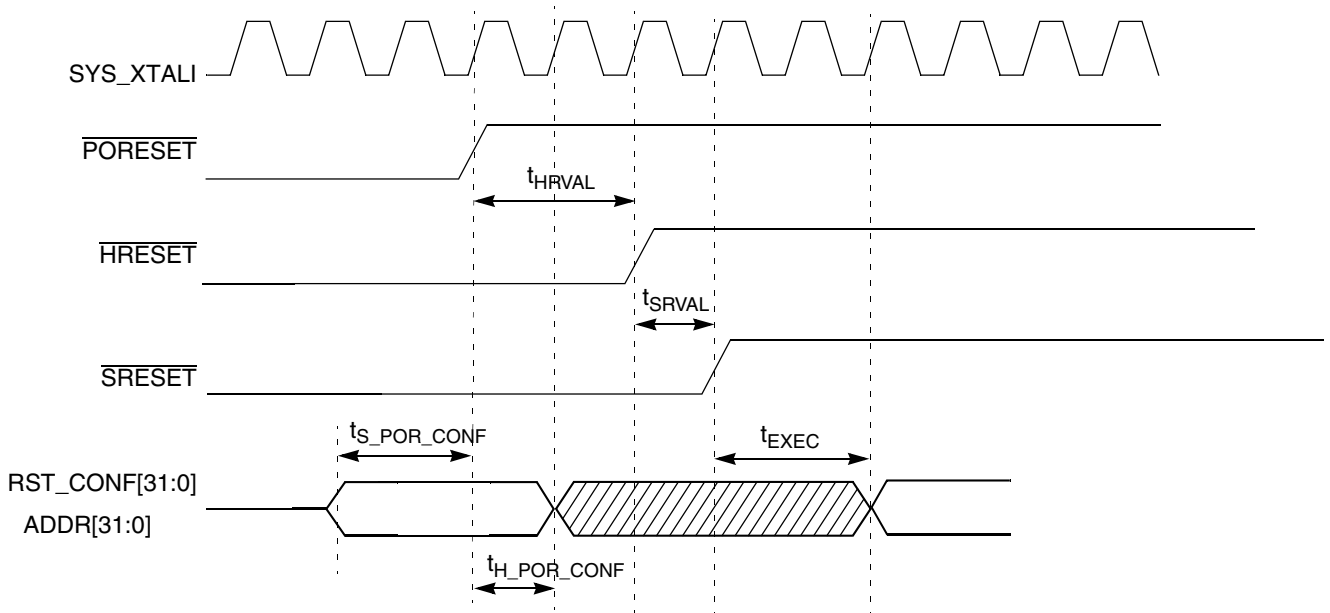 SYS_XTALI
PORESET
tHRVAL
HRESET
tSRVAL
SRESET
tS_POR_CONF
tEXEC
RST_CONF[31:0]
ADDR[31:0]
tH_POR_CONF